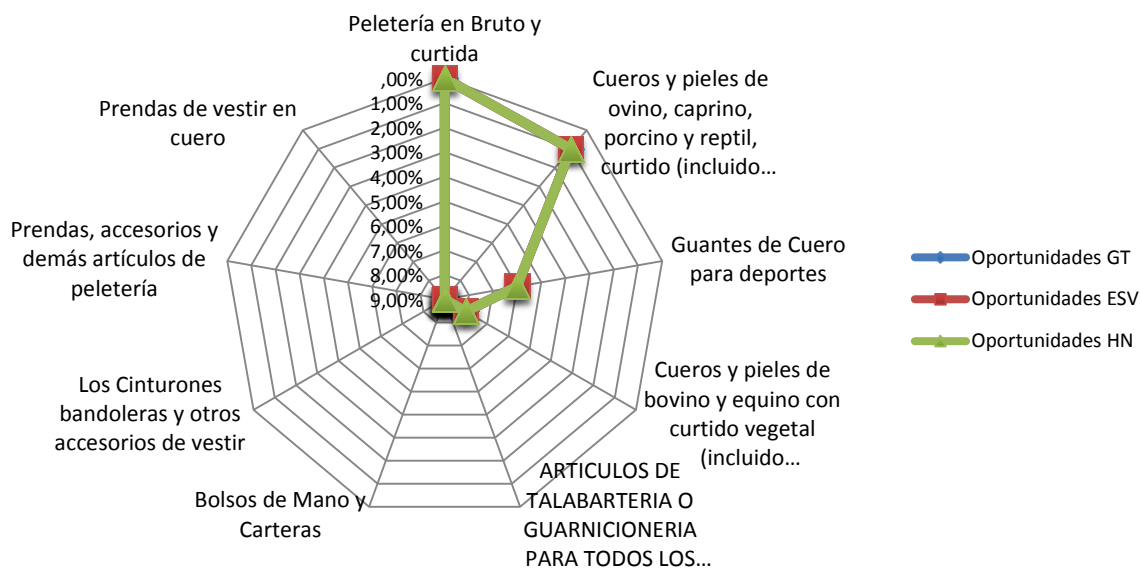 Peletería en Bruto y
curtida
,00%
1,00%
2,00%
3,00%
4,00%
5,00%
6,00%
7,00%
8,00%
9,00%
Cueros y pieles de
ovino, caprino,
porcino y reptil,
curtido (incluido…
Guantes de Cuero
para deportes
Cueros y pieles de
bovino y equino con
curtido vegetal
(incluido…
ARTICULOS DE
TALABARTERIA O
GUARNICIONERIA
PARA TODOS LOS…
Bolsos de Mano y
Carteras
Los Cinturones
bandoleras y otros
accesorios de vestir
Prendas, accesorios y
demás artículos de
peletería
Prendas de vestir en
cuero
Oportunidades GT
Oportunidades ESV
Oportunidades HN